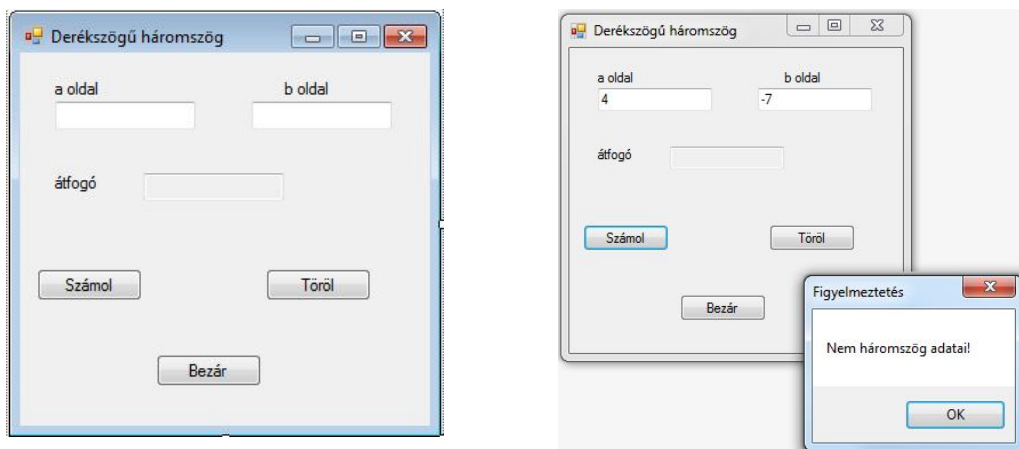 Derékszögű háromszög
a oldal b oldal
átfogó
Számol Töröl
Bezár
Derékszögű háromszög
a oldal b oldal
4 -7
átfogó
Számol Töröl
Bezár
Figyelmeztetés
Nem háromszög adatai!
OK